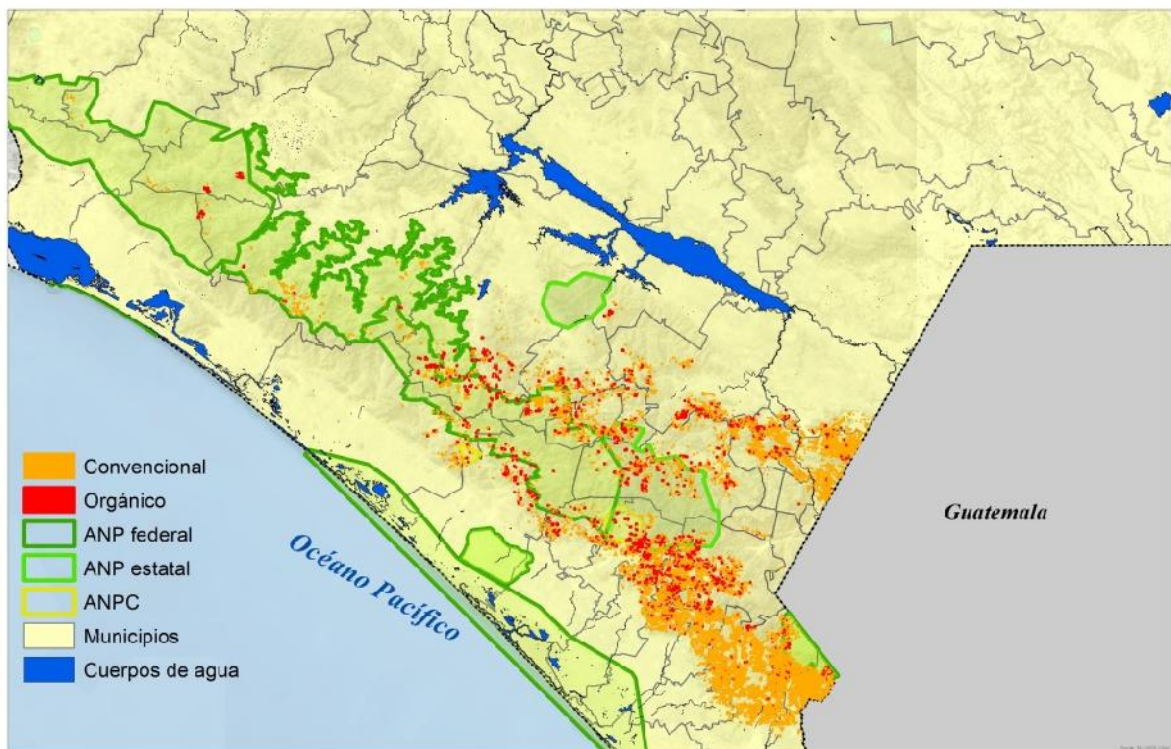 Convencional
Orgánico
ANP federal
ANP estatal
ANPC
Municipios
Cuerpos de agua
Océano Pacífico
Guatemala